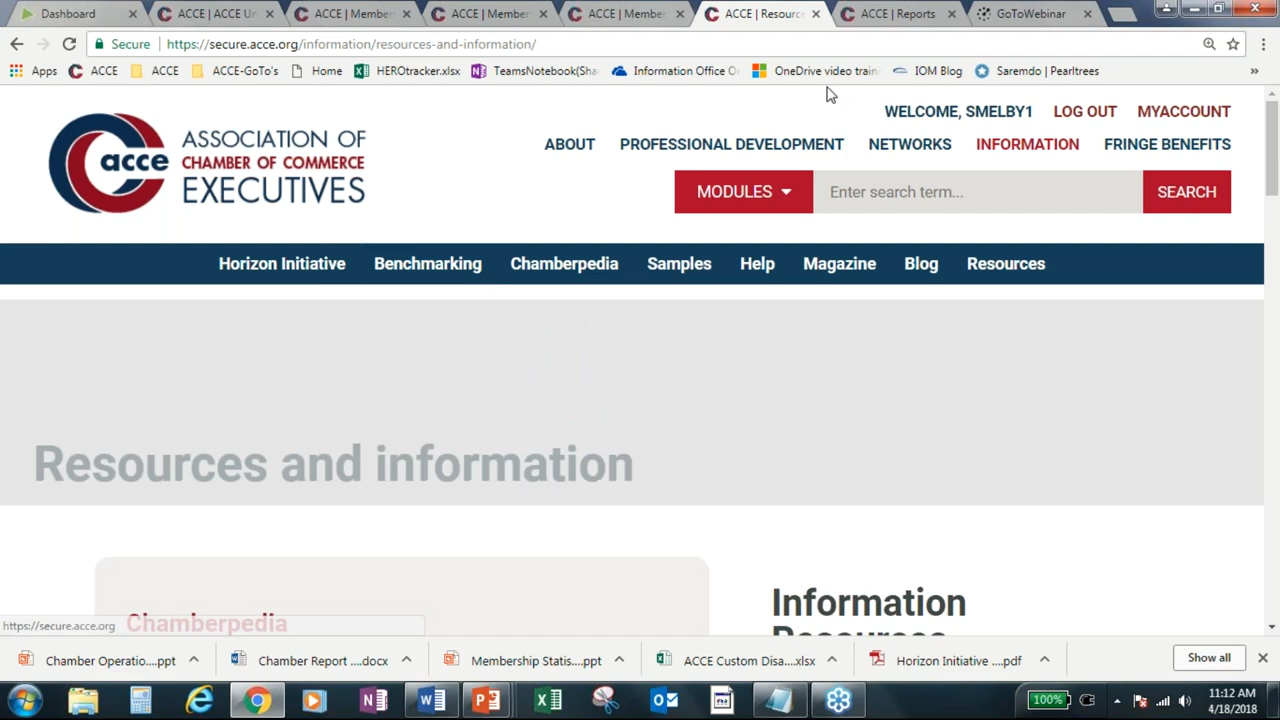 Dashboard
ACCE | ACCE Un
ACCE | Member
ACCE | Member
ACCE | Member
ACCE | Resourc
ACCE | Reports
GoToWebinar
Secure
https://secure.acce.org/information/resources-and-information/
Apps
ACCE
ACCE
ACCE-GoTo's
Home
HEROtracker.xlsx
TeamsNotebook(Sha
Information Office O
OneDrive video train
IOM Blog
Saremdo | Pearltrees
»
WELCOME, SMELBY1
LOG OUT
MYACCOUNT
acce
ASSOCIATION OF
CHAMBER OF COMMERCE
EXECUTIVES
ABOUT
PROFESSIONAL DEVELOPMENT
NETWORKS
INFORMATION
FRINGE BENEFITS
MODULES
Enter search term...
SEARCH
Horizon Initiative
Benchmarking
Chamberpedia
Samples
Help
Magazine
Blog
Resources
Resources and information
Chamberpedia
Information
Resources
https://secure.acce.org
Chamber Operatio....ppt
Chamber Report ....docx
Membership Statis....ppt
ACCE Custom Disa....xlsx
Horizon Initiative ....pdf
Show all
100%
11:12 AM
4/18/2018